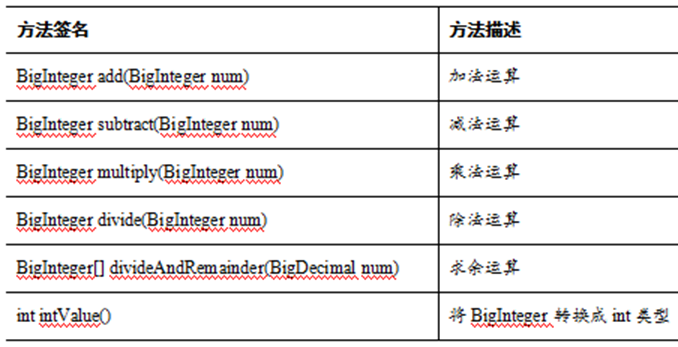 方法签名 方法描述
BigInteger add(BigInteger num) 加法运算
BigInteger subtract(BigInteger num) 减法运算
BigInteger multiply(BigInteger num) 乘法运算
BigInteger divide(BigInteger num) 除法运算
BigInteger[] divideAndRemainder(BigDecimal num) 求余运算
int intValue() 将 BigInteger 转换成 int 类型